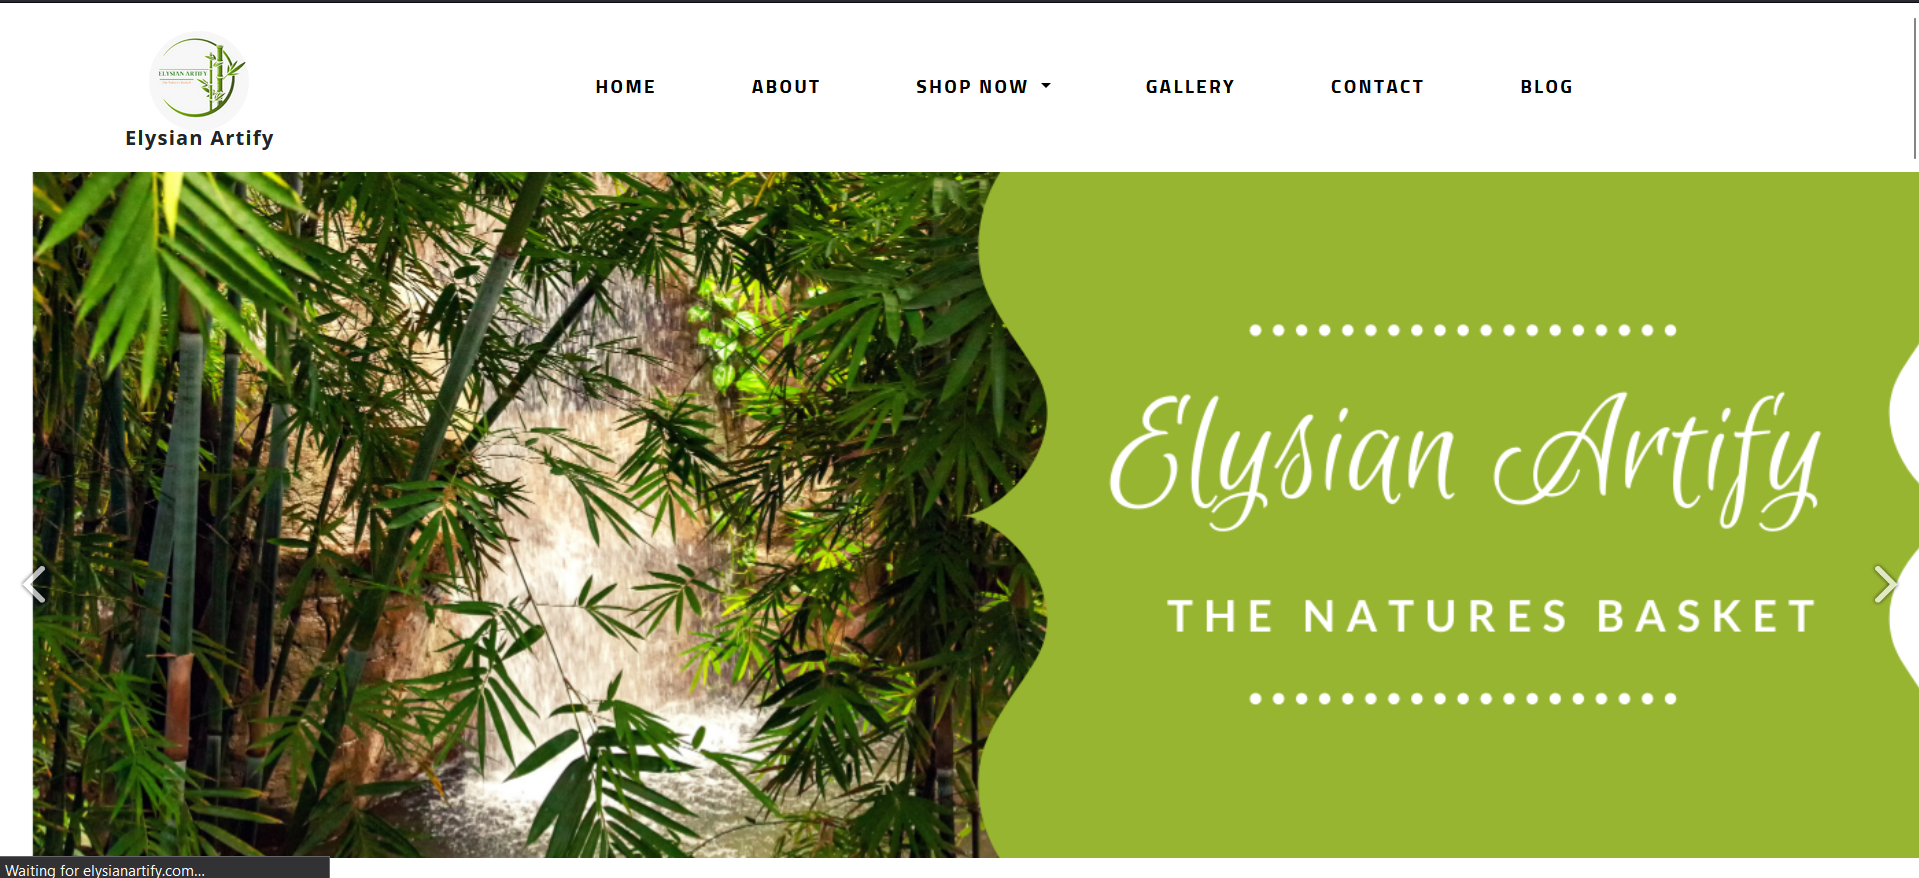 ELYSIAN ARTIFY
Elysian Artify
HOME ABOUT SHOP NOW GALLERY CONTACT BLOG
Elysian Artify
THE NATURES BASKET
Waiting for elysianartify.com...